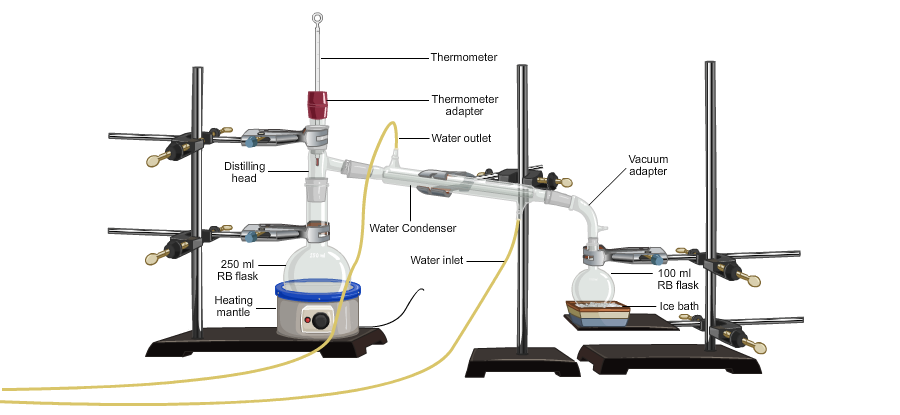 Thermometer
Thermometer
adapter
Water outlet
Distilling
head
Vacuum
adapter
Water Condenser
Water inlet
250 ml
RB flask
100 ml
RB flask
Heating
mantle
Ice bath